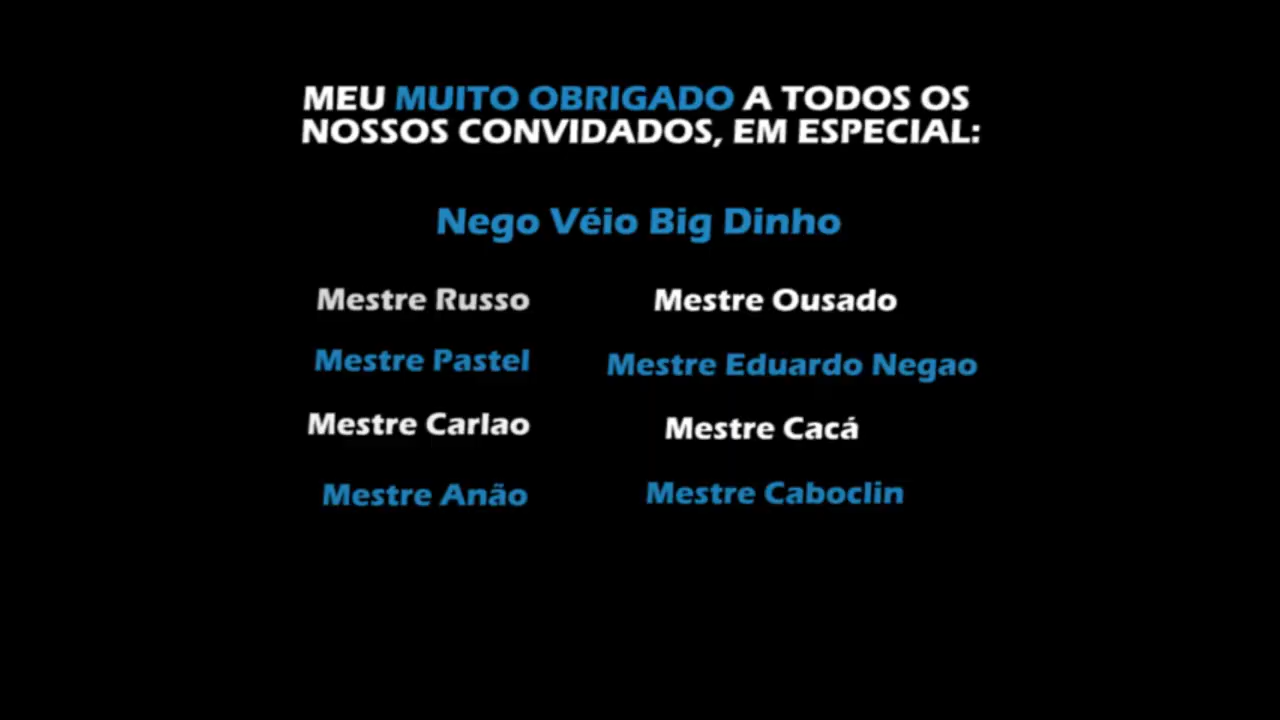 MEU MUITO OBRIGADO A TODOS OS
NOSSOS CONVIDADOS, EM ESPECIAL:
Nego Véio Big Dinho
Mestre Russo
Mestre Ousado
Mestre Pastel
Mestre Eduardo Negao
Mestre Carlao
Mestre Cacá
Mestre Anão
Mestre Caboclin